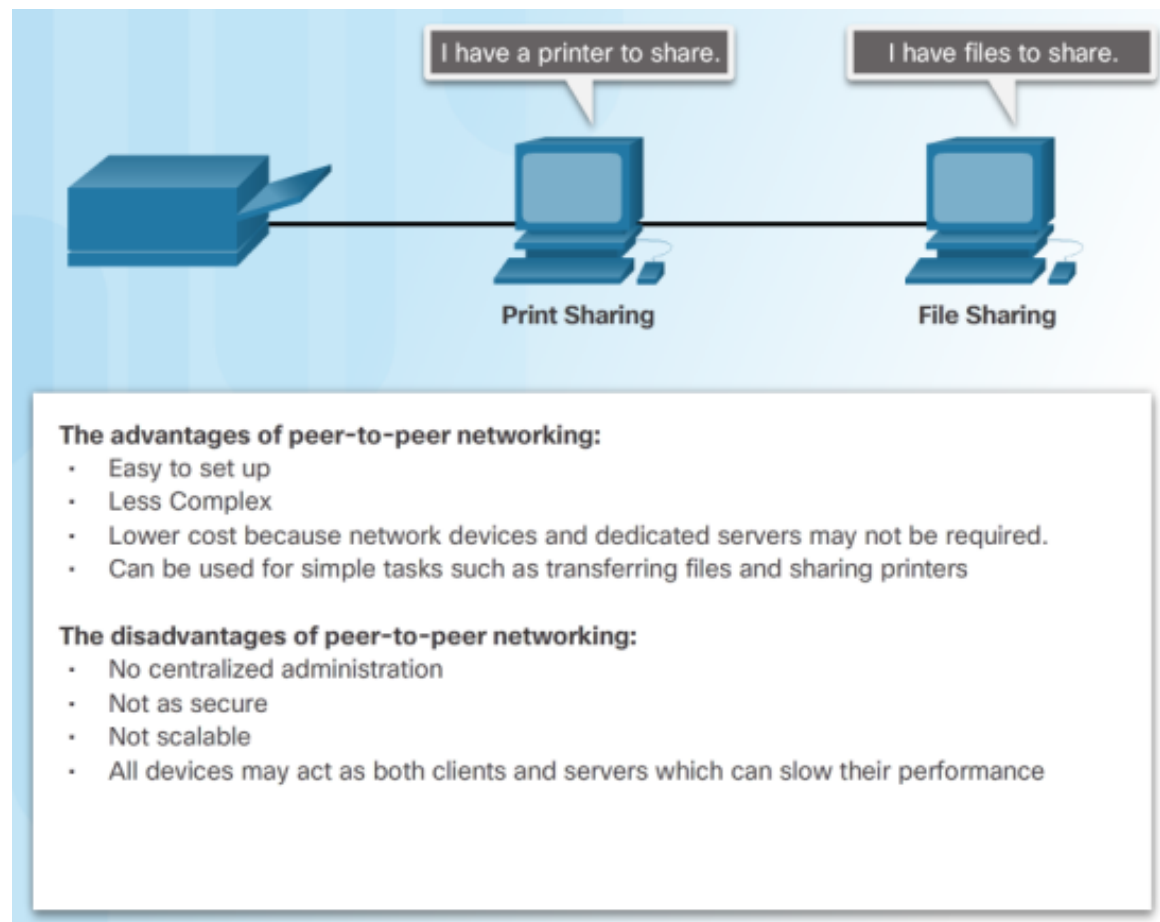 I have a printer to share.
I have files to share.
Print Sharing
File Sharing
The advantages of peer-to-peer networking:
· Easy to set up
· Less Complex
· Lower cost because network devices and dedicated servers may not be required.
· Can be used for simple tasks such as transferring files and sharing printers
The disadvantages of peer-to-peer networking:
· No centralized administration
· Not as secure
· Not scalable
· All devices may act as both clients and servers which can slow their performance